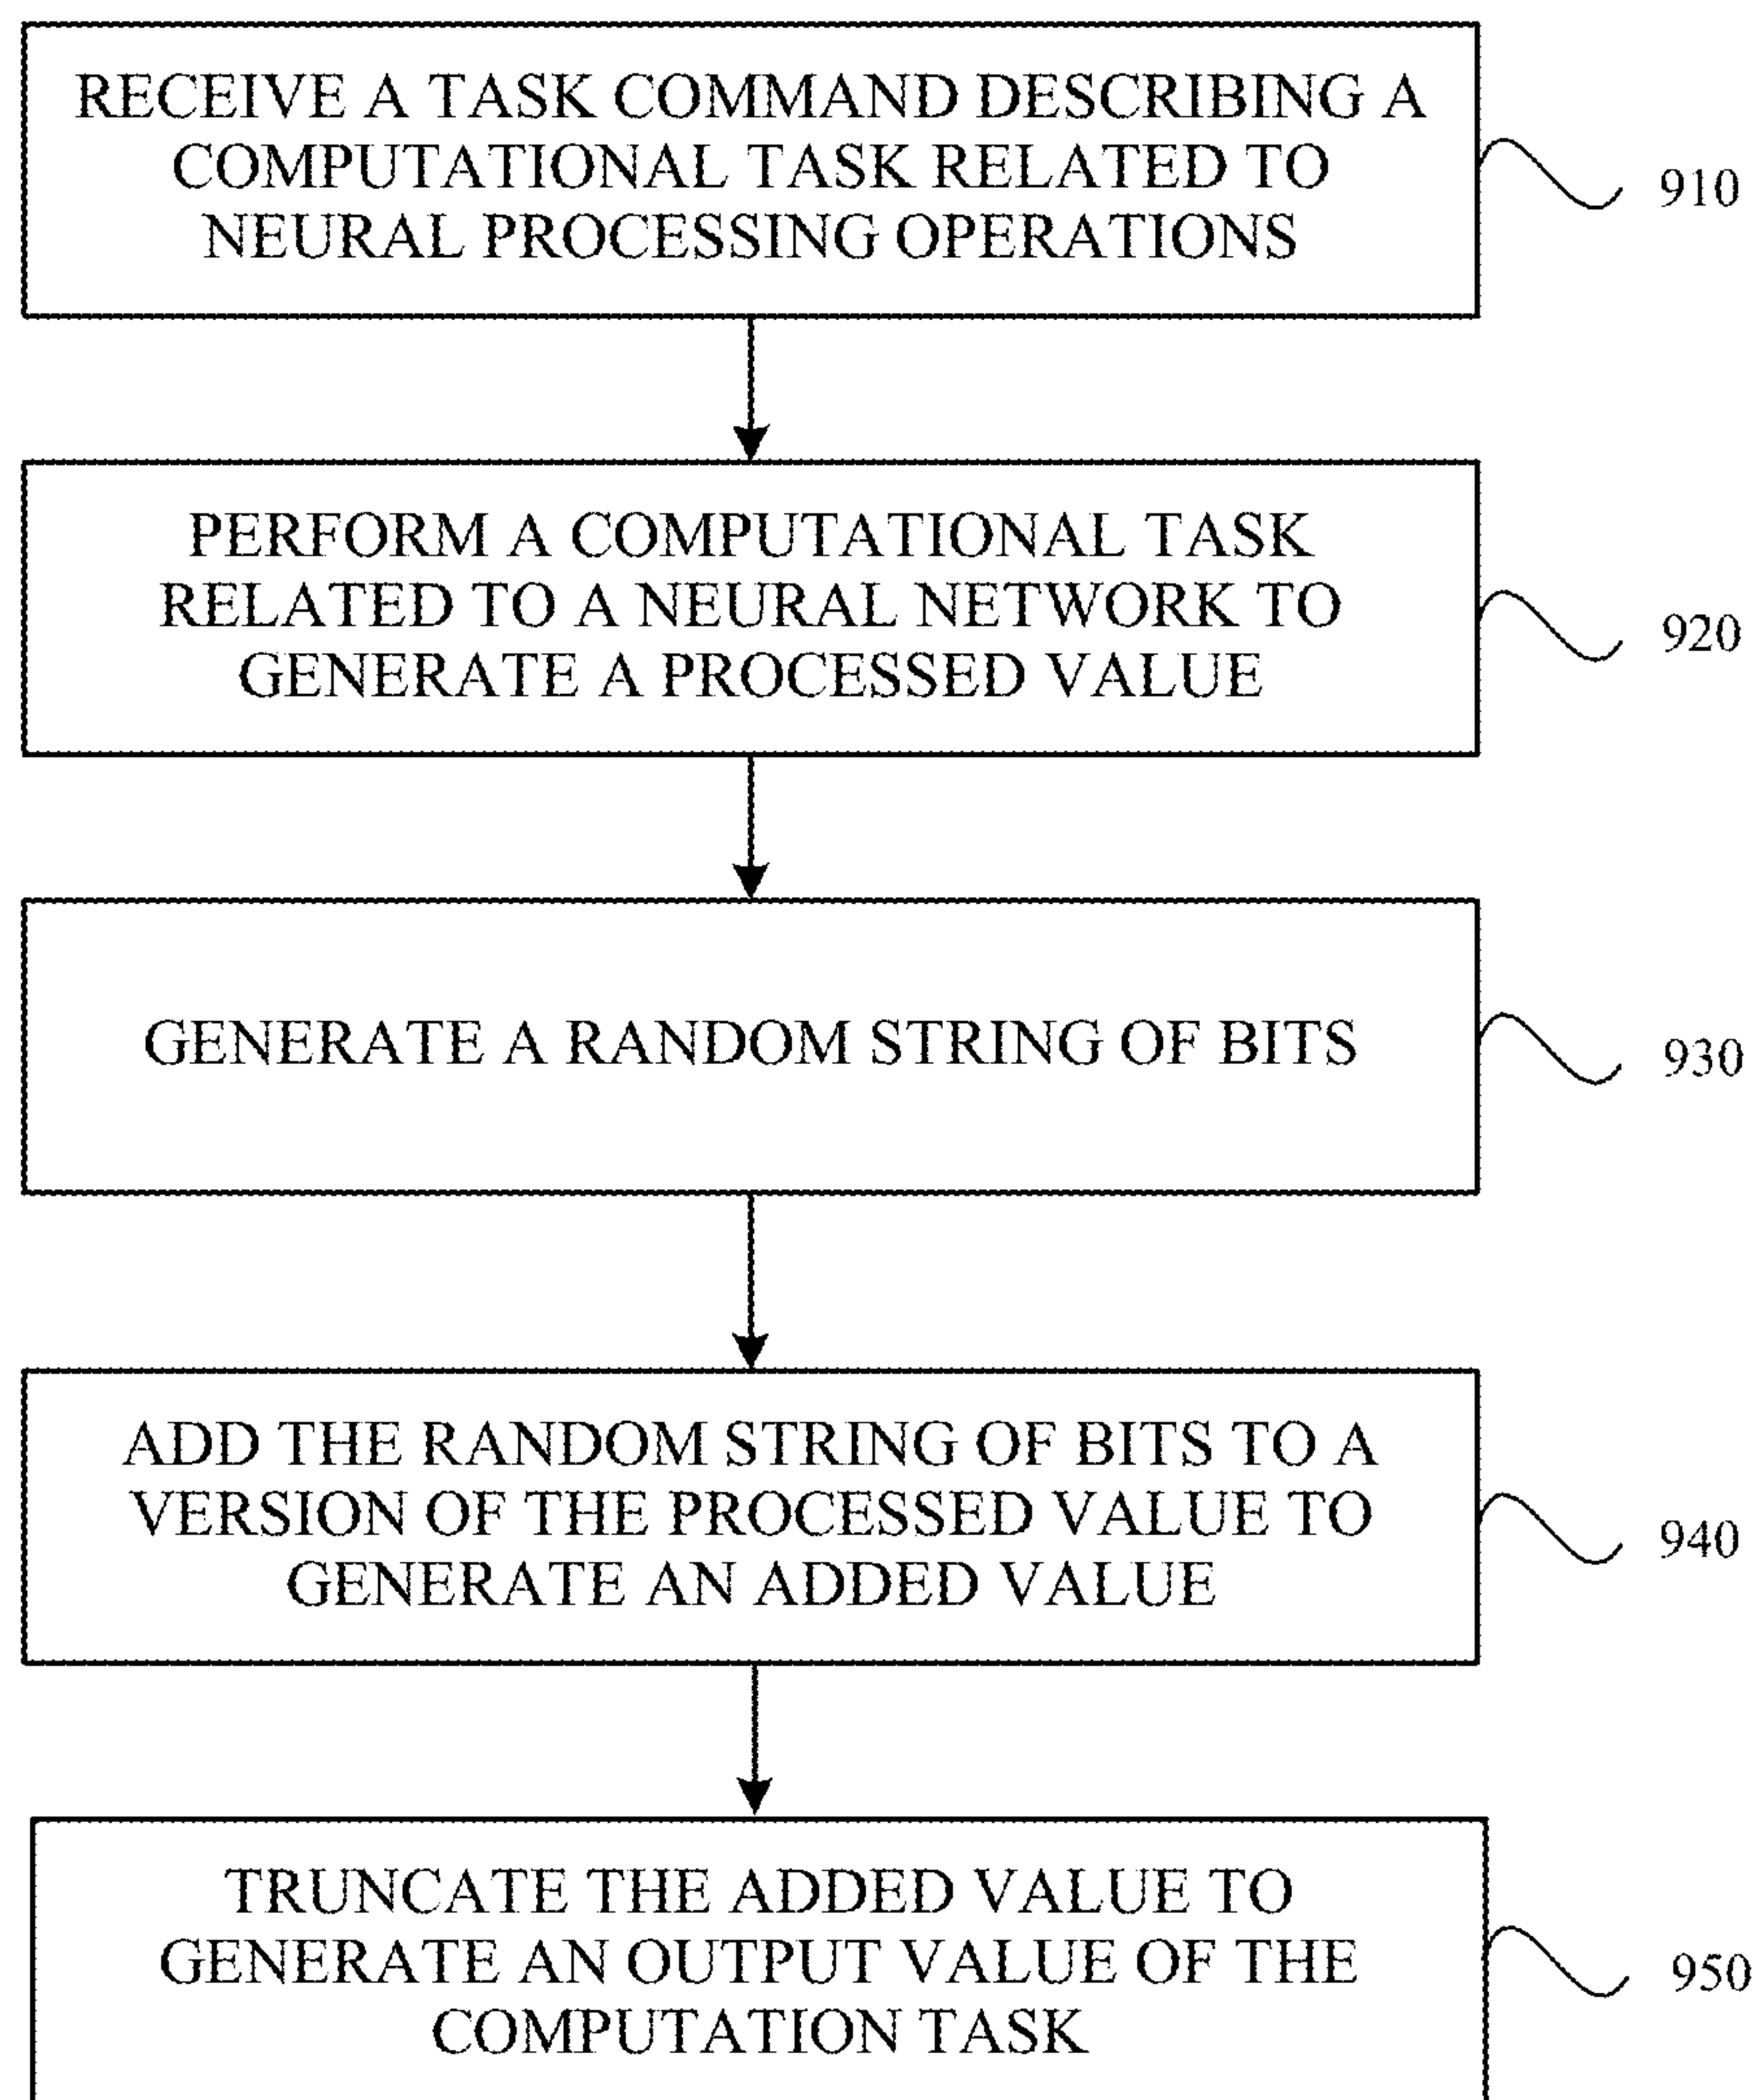 RECEIVE A TASK COMMAND DESCRIBING A
COMPUTATIONAL TASK RELATED TO
NEURAL PROCESSING OPERATIONS
910
PERFORM A COMPUTATIONAL TASK
RELATED TO A NEURAL NETWORK TO
GENERATE A PROCESSED VALUE
920
GENERATE A RANDOM STRING OF BITS
930
ADD THE RANDOM STRING OF BITS TO A
VERSION OF THE PROCESSED VALUE TO
GENERATE AN ADDED VALUE
940
TRUNCATE THE ADDED VALUE TO
GENERATE AN OUTPUT VALUE OF THE
COMPUTATION TASK
950